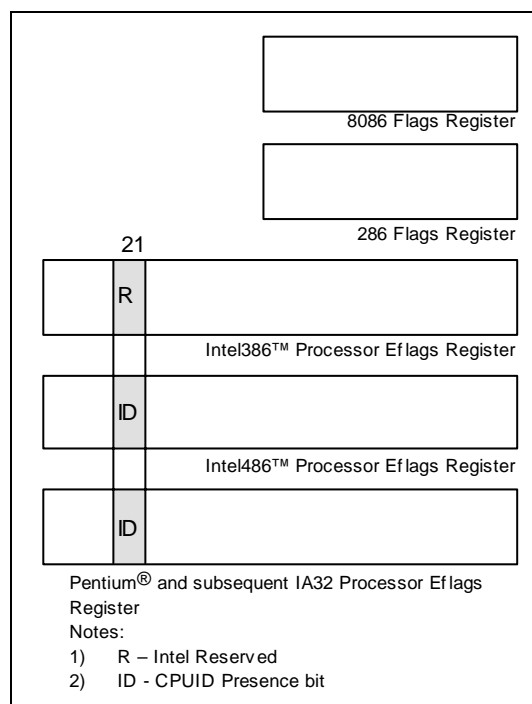 8086 Flags Register
286 Flags Register
21
R
Intel386™ Processor Eflags Register
ID
Intel486™ Processor Eflags Register
ID
Pentium® and subsequent IA32 Processor Eflags
Register
Notes:
1) R – Intel Reserved
2) ID - CPUID Presence bit